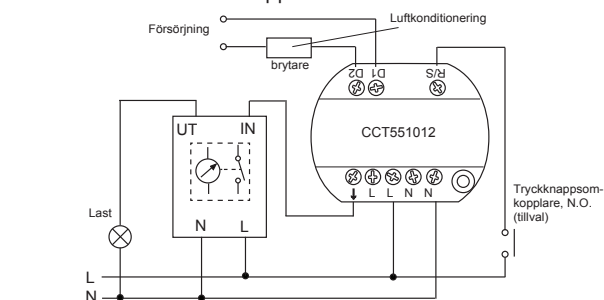 Försörjning
Luftkonditionering
brytare
D2 D1 R/S
CCT551012
UT IN
L L N N
N L
Last
Tryckknappsom-
kopplare, N.O.
(tillval)
L
N